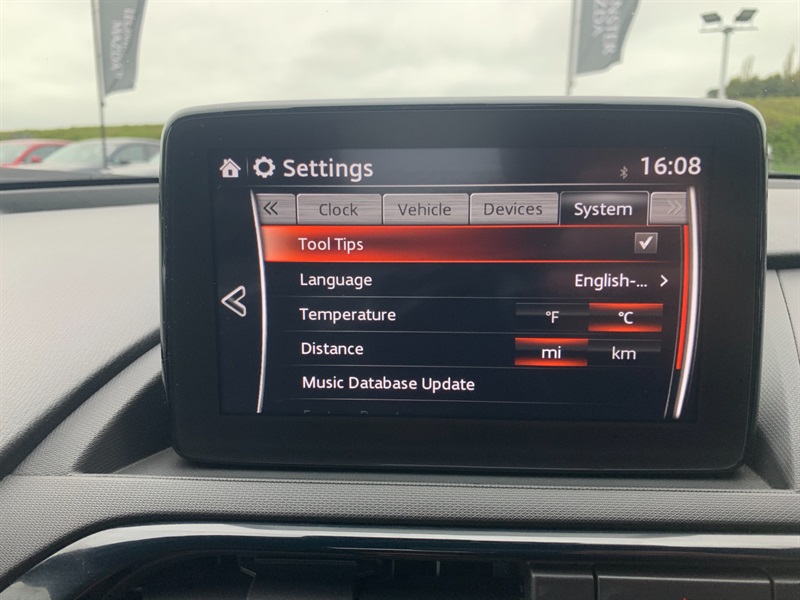 Settings
16:08
Clock
Vehicle
Devices
System
Tool Tips
Language English-...
Temperature °F °C
Distance mi km
Music Database Update